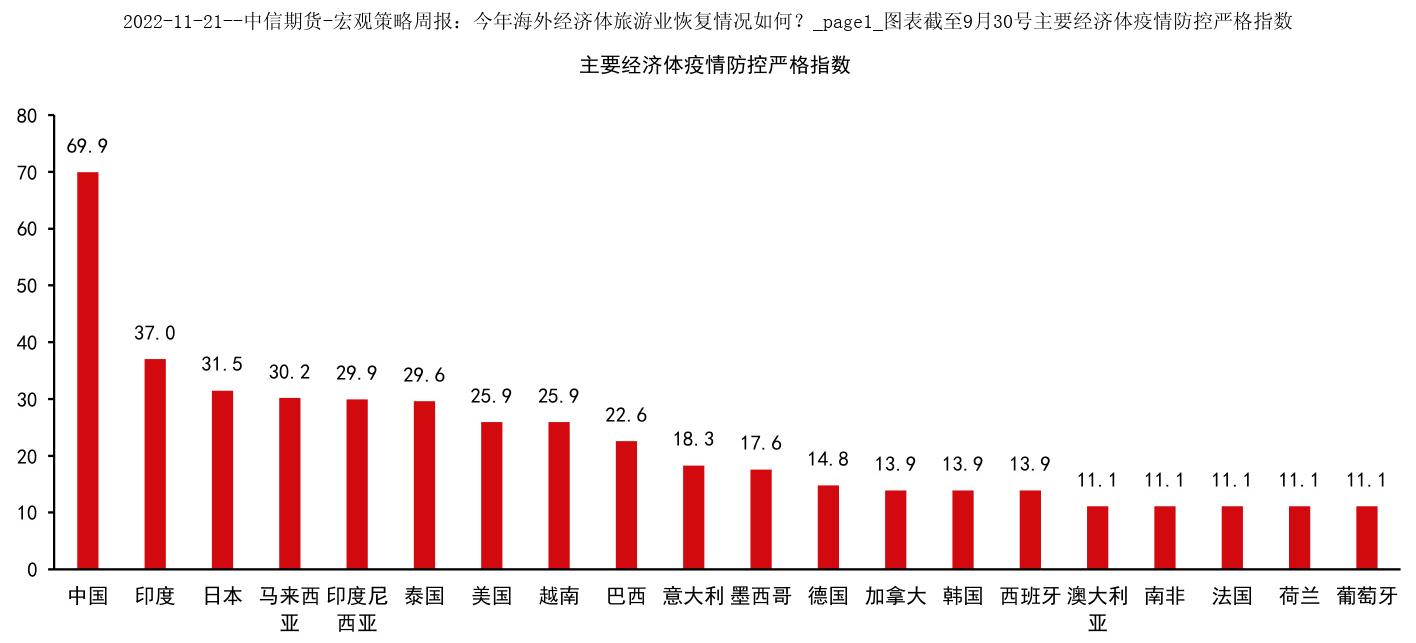 2022-11-21--中信期货-宏观策略周报：今年海外经济体旅游业恢复情况如何？_page1_图表截至9月30号主要经济体疫情防控严格指数
主要经济体疫情防控严格指数
80
70
60
50
40
30
20
10
0
69.9
37.0
31.5
30.2
29.9
29.6
25.9
25.9
22.6
18.3
17.6
14.8
13.9
13.9
13.9
11.1
11.1
11.1
11.1
11.1
中国
印度
日本
马来西
亚
印度尼
西亚
泰国
美国
越南
巴西
意大利
墨西哥
德国
加拿大
韩国
西班牙
澳大利
亚
南非
法国
荷兰
葡萄牙